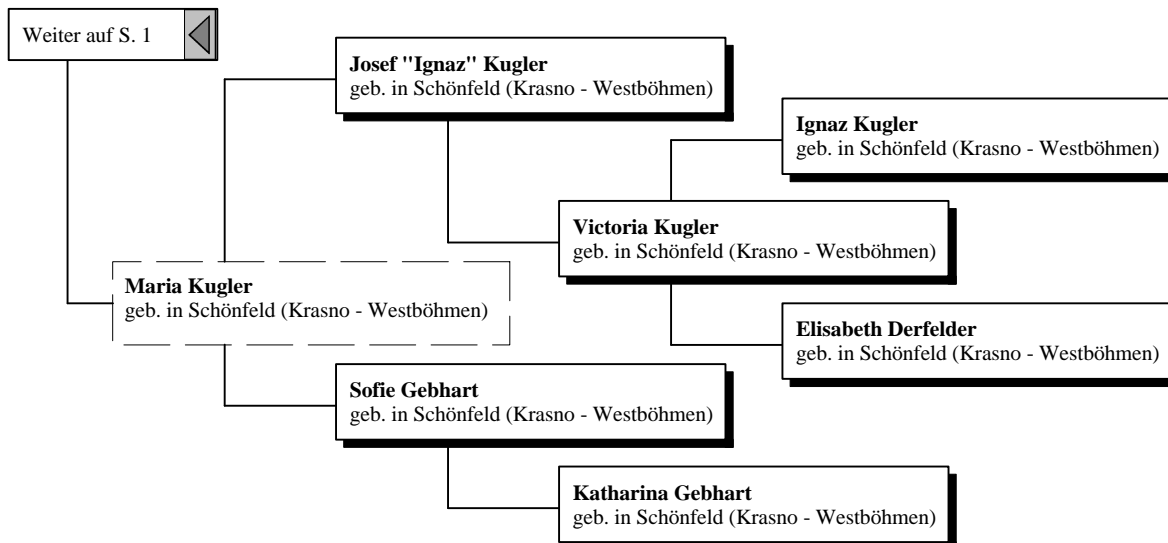 Weiter auf S. 1
Josef "Ignaz" Kugler
geb. in Schönfeld (Krasno - Westböhmen)
Ignaz Kugler
geb. in Schönfeld (Krasno - Westböhmen)
Victoria Kugler
geb. in Schönfeld (Krasno - Westböhmen)
Maria Kugler
geb. in Schönfeld (Krasno - Westböhmen)
Elisabeth Derfelder
geb. in Schönfeld (Krasno - Westböhmen)
Sofie Gebhart
geb. in Schönfeld (Krasno - Westböhmen)
Katharina Gebhart
geb. in Schönfeld (Krasno - Westböhmen)